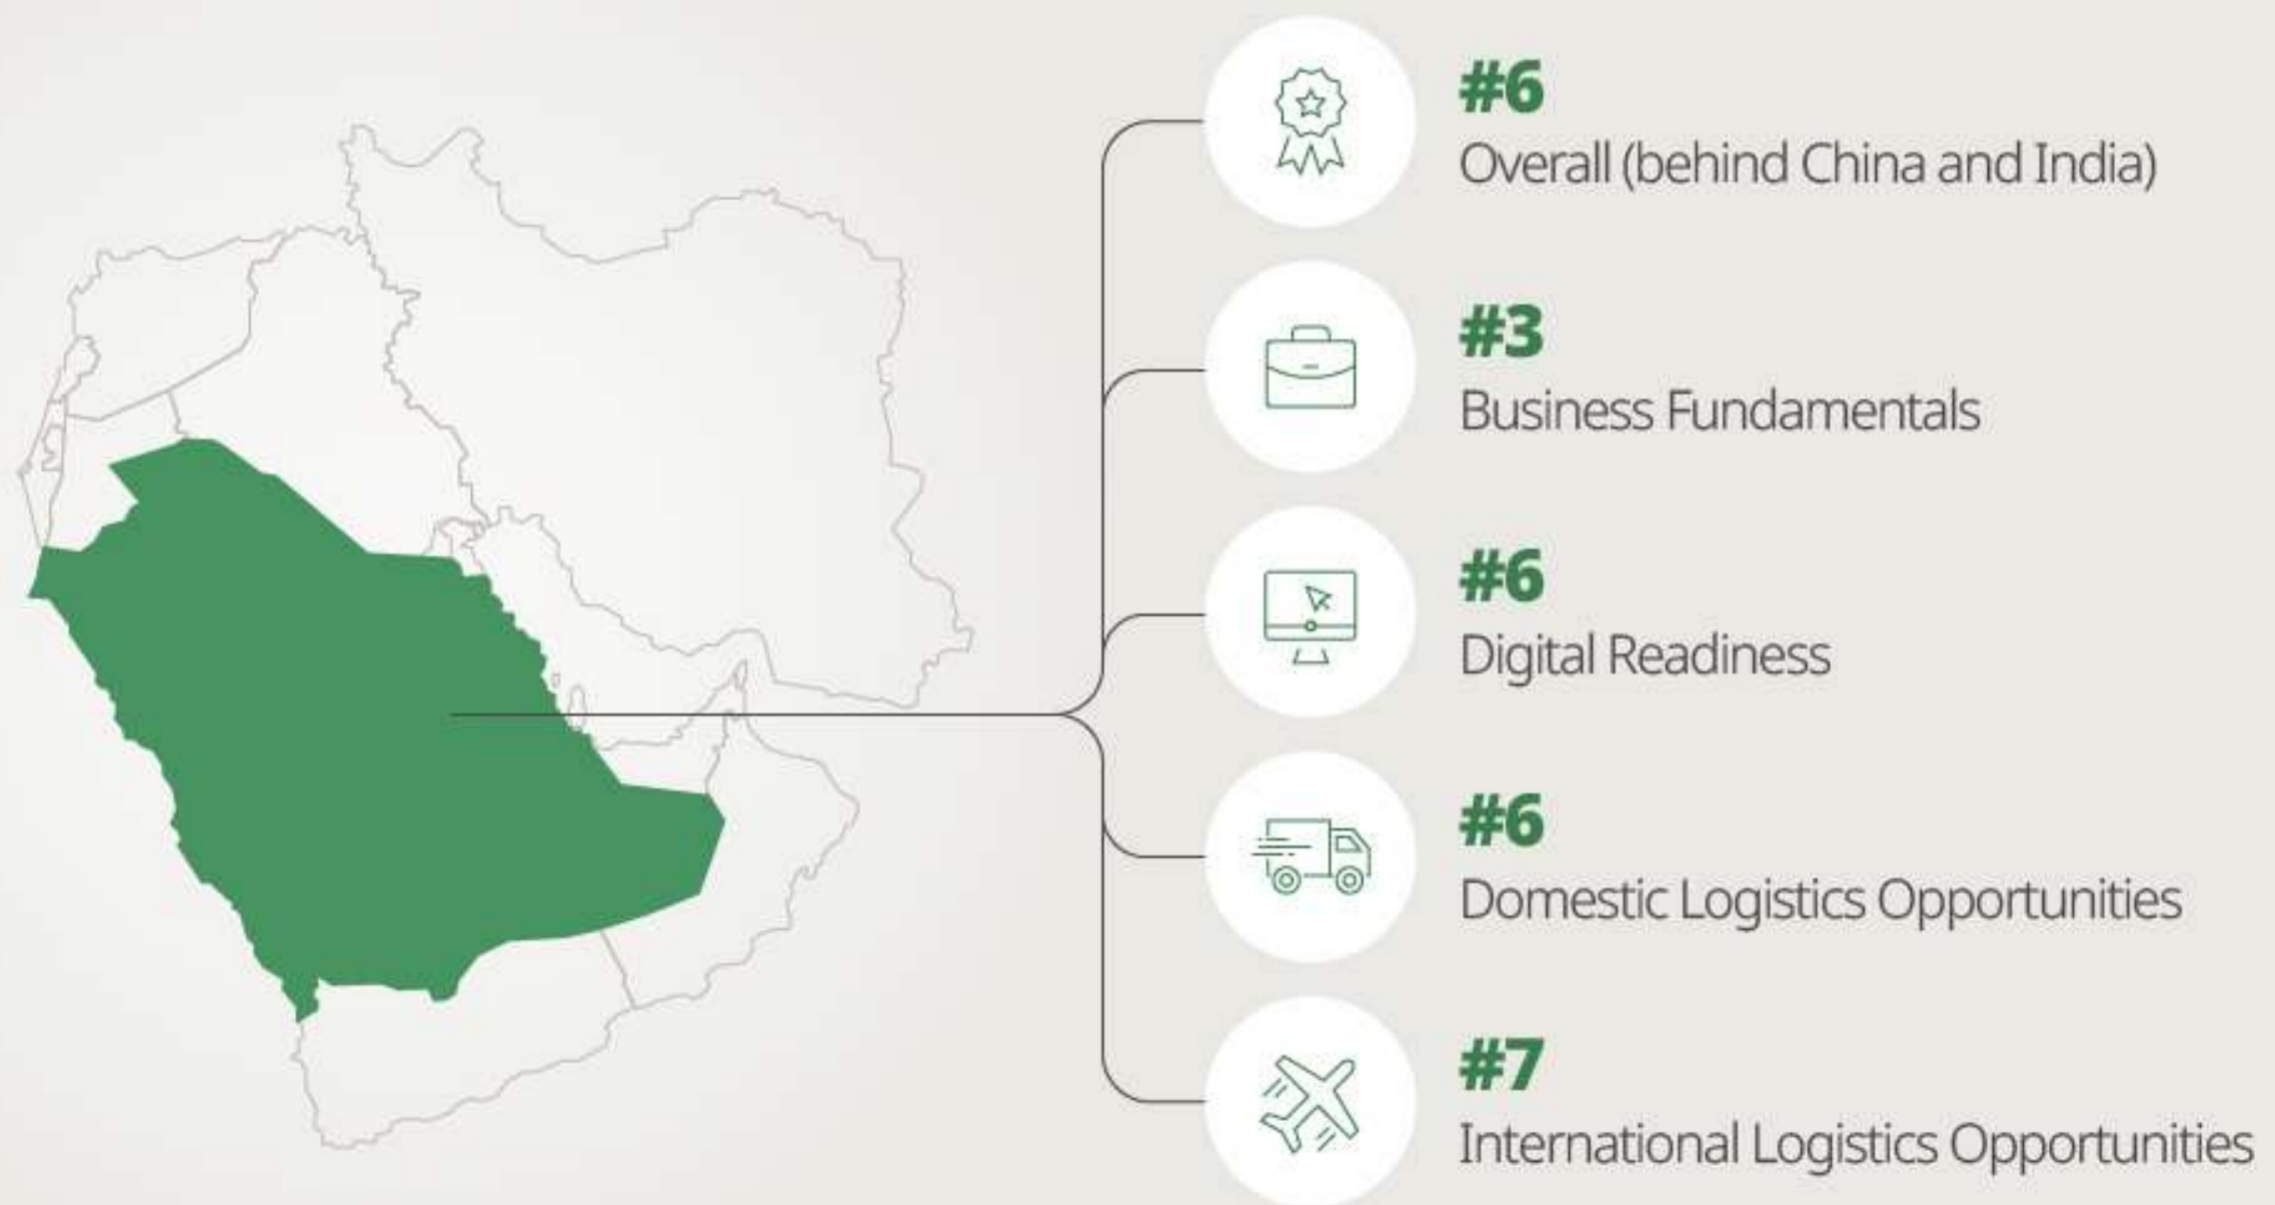 #6
Overall (behind China and India)
#3
Business Fundamentals
#6
Digital Readiness
#6
Domestic Logistics Opportunities
#7
International Logistics Opportunities